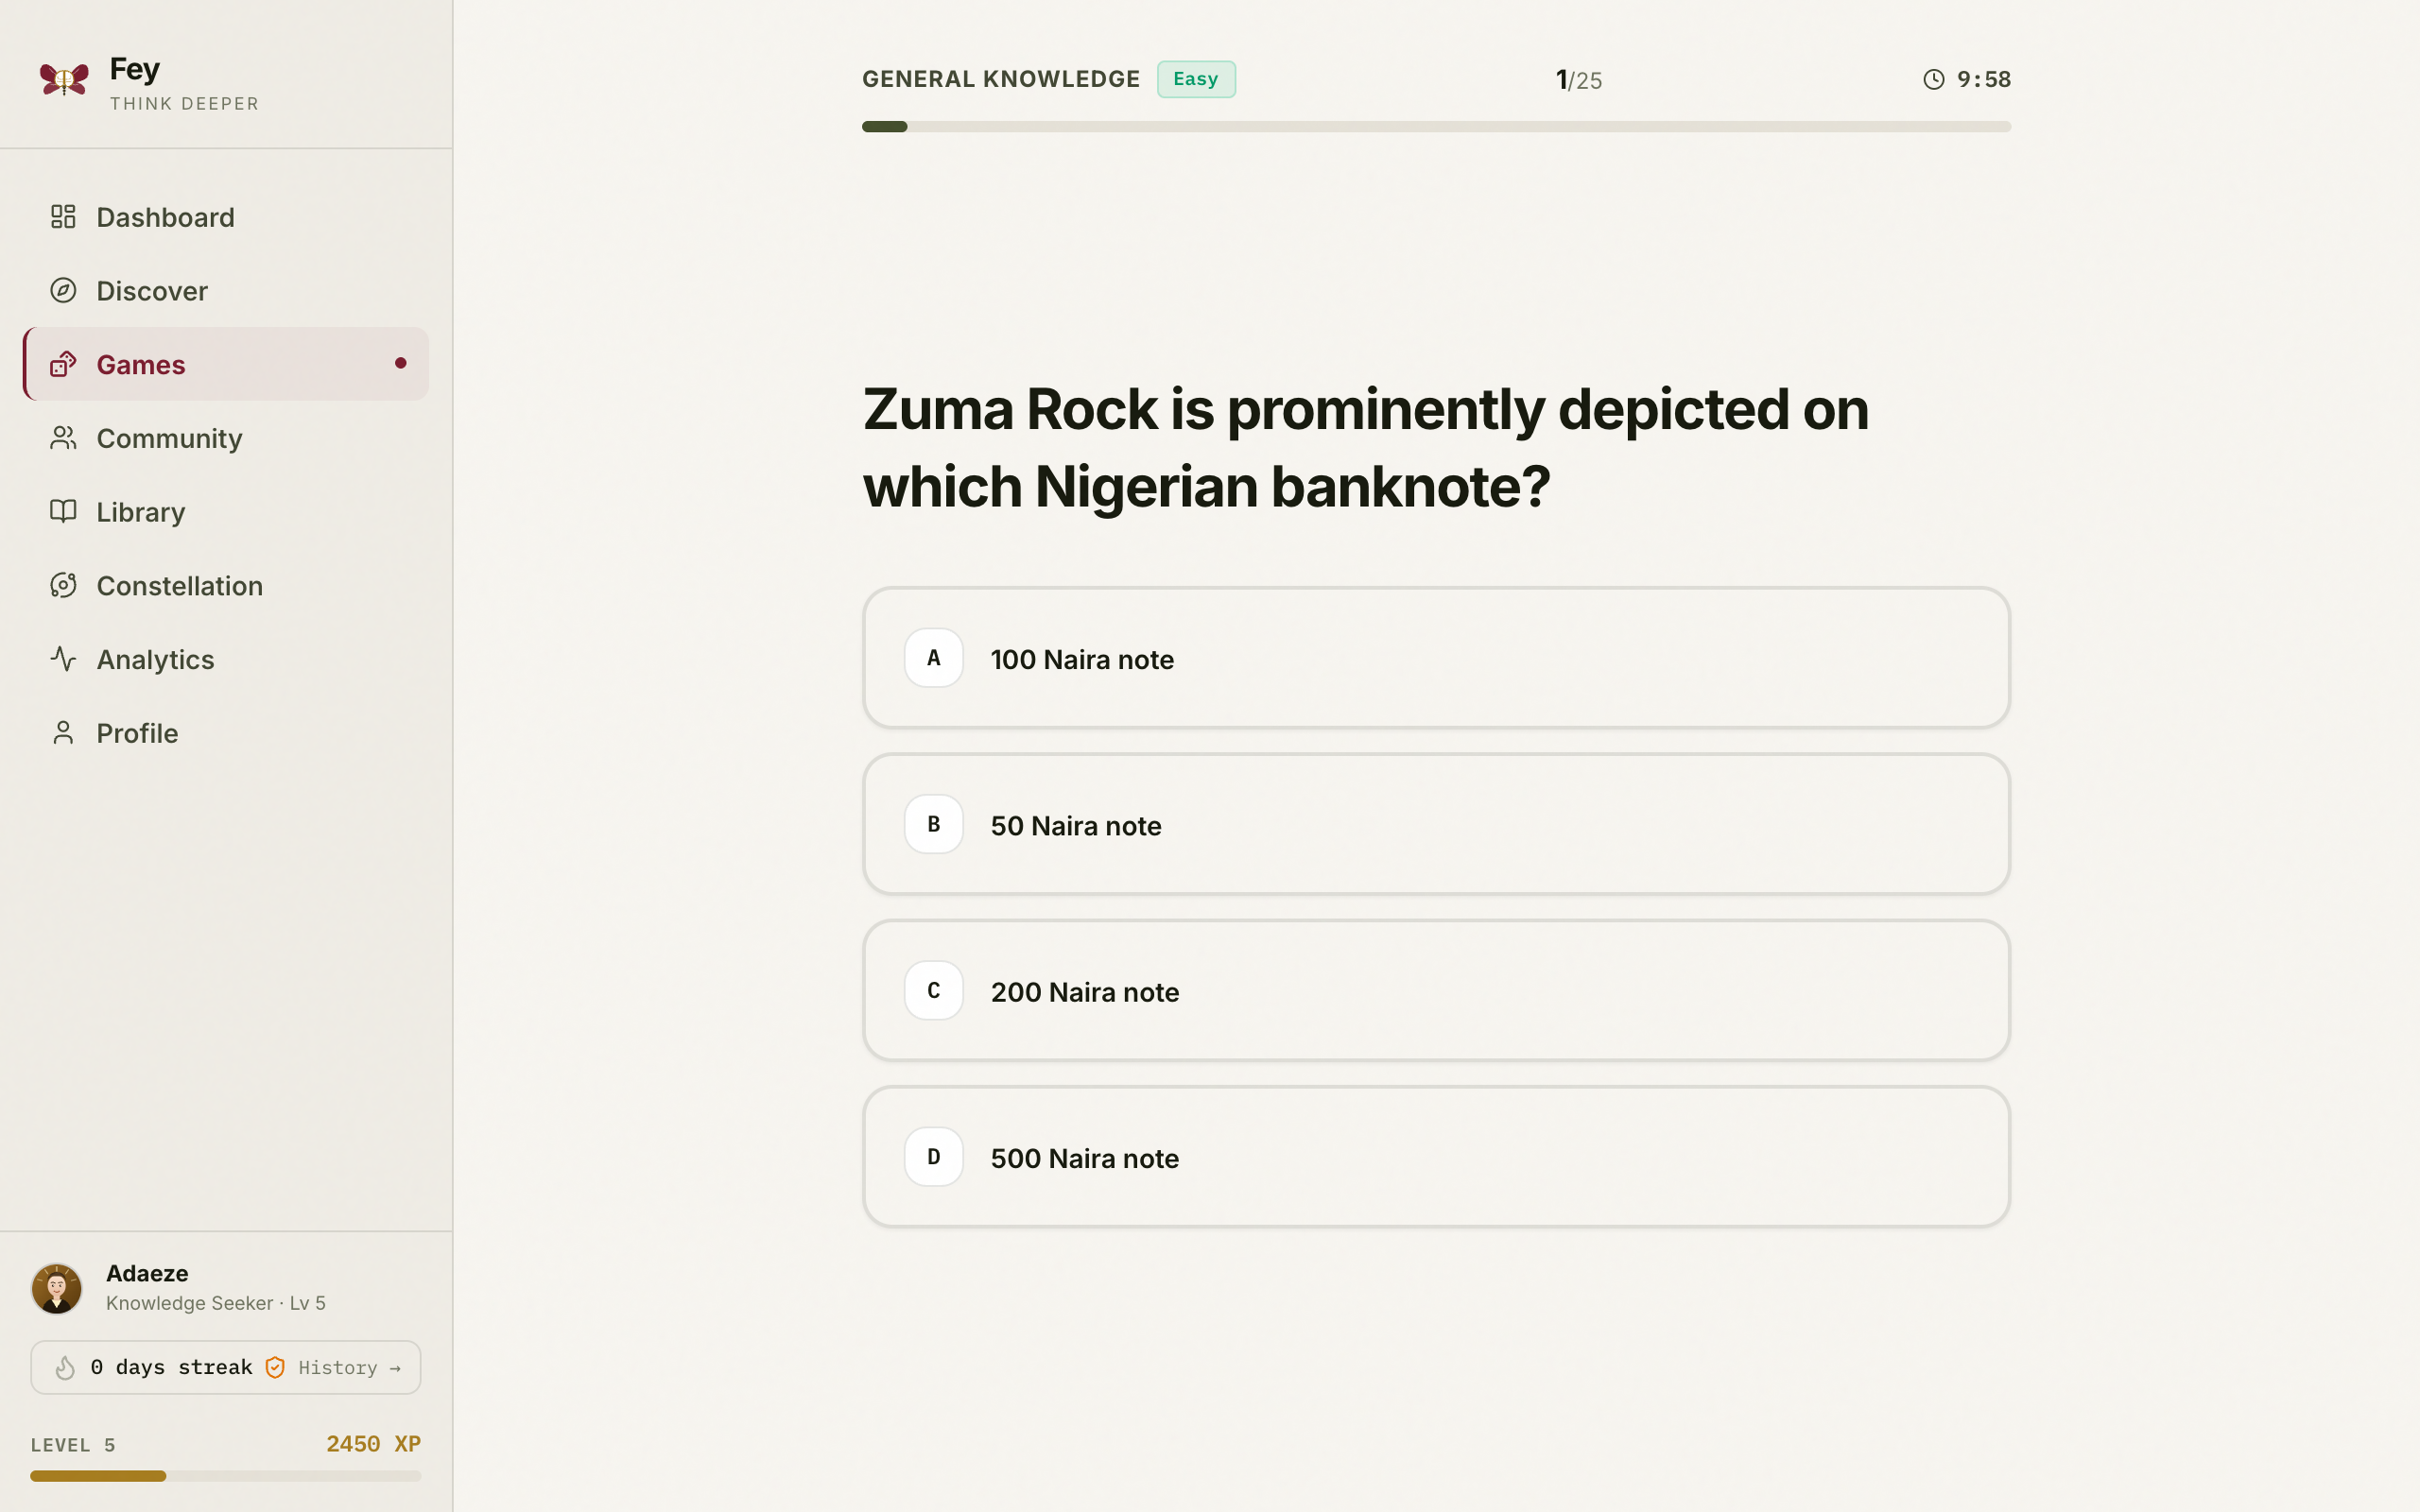 Fey
THINK DEEPER
Dashboard
Discover
Games
Community
Library
Constellation
Analytics
Profile
Adaeze
Knowledge Seeker · Lv 5
0 days streak History →
LEVEL 5 2450 XP
GENERAL KNOWLEDGE Easy 1/25 9:58
Zuma Rock is prominently depicted on
which Nigerian banknote?
A 100 Naira note
B 50 Naira note
C 200 Naira note
D 500 Naira note